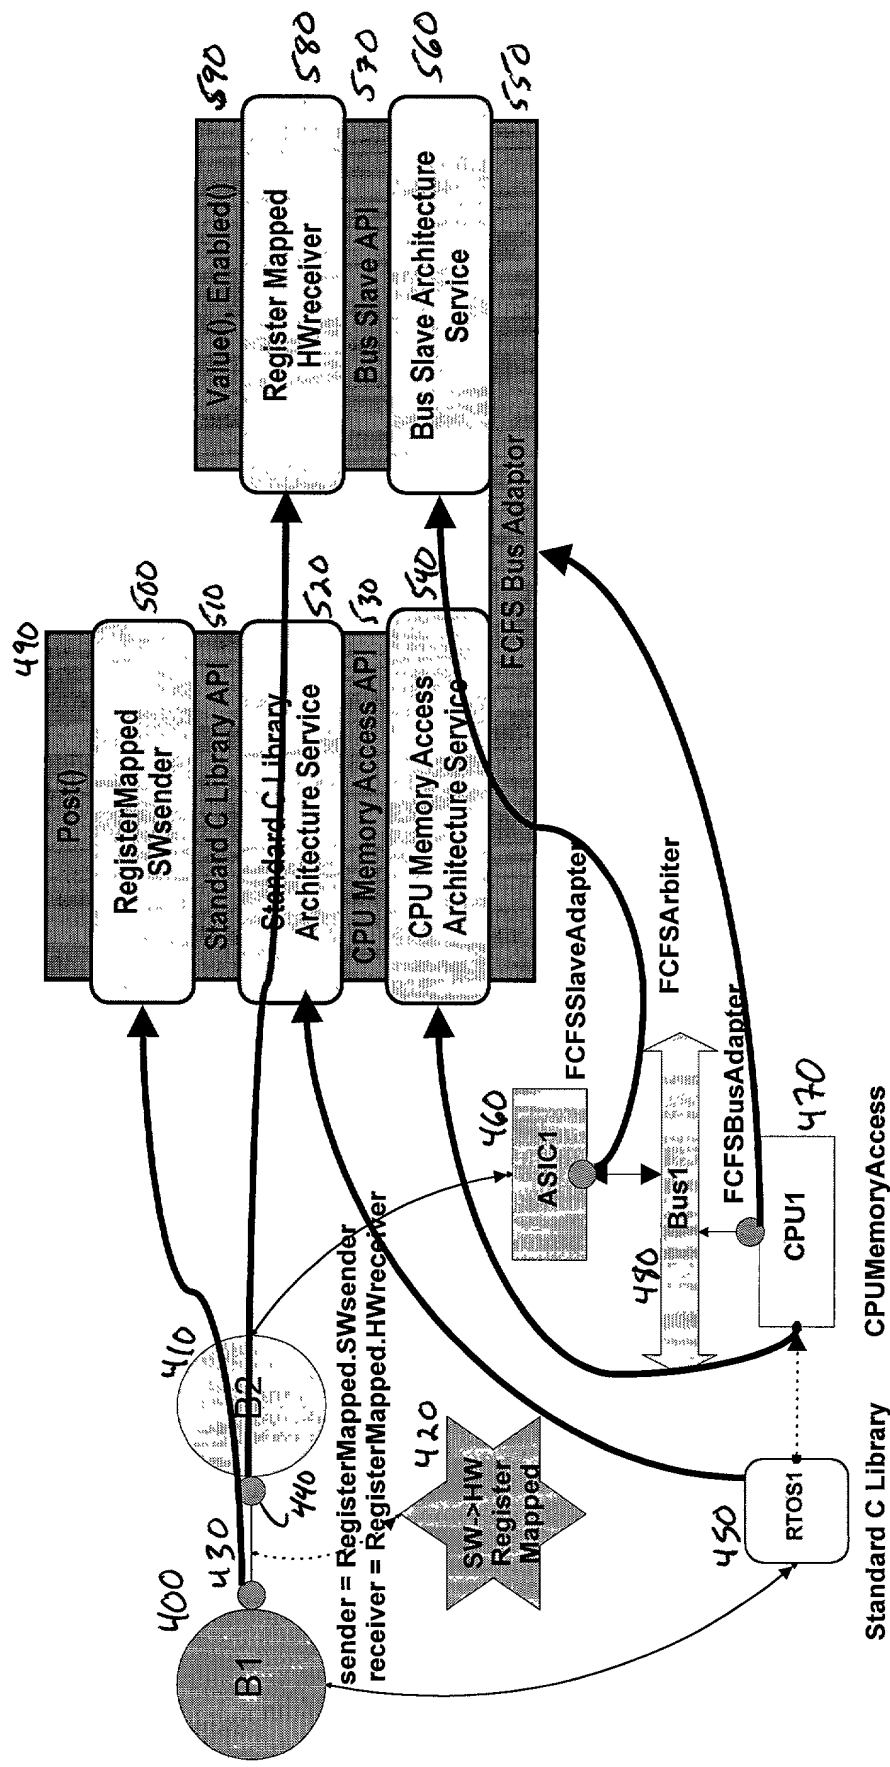 490
Post()
RegisterMapped
SWsender
500
Standard C Library API
510
Standard C Library
Architecture Service
520
CPU Memory Access API
530
CPU Memory Access
Architecture Service
540
590
Value(), Enabled()
Register Mapped
HWreceiver
580
Bus Slave API
570
Bus Slave Architecture
Service
560
FCFS Bus Adaptor
550
400
B1
430
440
410
B2
sender = RegisterMapped.SWsender
receiver = RegisterMapped.HWreceiver
420
SW->HW
Register
Mapped
460
ASIC1
FCFSSlaveAdapter
FCFSArbiter
480
Bus1
FCFSBusAdapter
CPU1
470
450
RTOS1
Standard C Library
CPUMemoryAccess